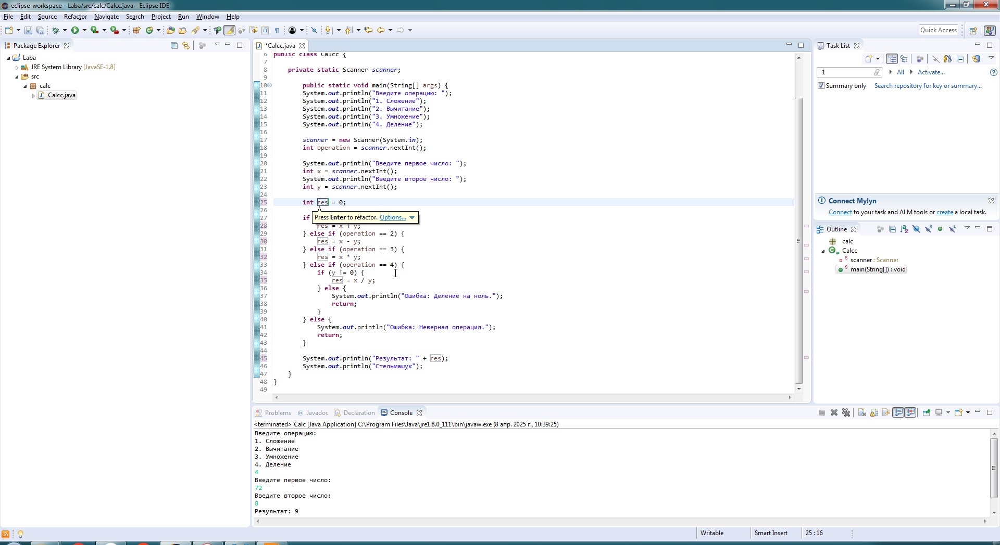 eclipse-workspace - Laba/src/calc/Calcc.java - Eclipse IDE
File Edit Source Refactor Navigate Search Project Run Window Help
Quick Access
Package Explorer
Laba
JRE System Library [JavaSE-1.8]
src
calc
Calcc.java
*Calcc.java
6 public class Calcc {
7
8 private static Scanner scanner;
9
10 public static void main(String[] args) {
11 System.out.println("Введите операцию: ");
12 System.out.println("1. Сложение");
13 System.out.println("2. Вычитание");
14 System.out.println("3. Умножение");
15 System.out.println("4. Деление");
16
17 scanner = new Scanner(System.in);
18 int operation = scanner.nextInt();
19
20 System.out.println("Введите первое число: ");
21 int x = scanner.nextInt();
22 System.out.println("Введите второе число: ");
23 int y = scanner.nextInt();
24
25 int res = 0;
26
27 if
Press Enter to refactor. Options...
28 res = x + y;
29 } else if (operation == 2) {
30 res = x - y;
31 } else if (operation == 3) {
32 res = x * y;
33 } else if (operation == 4) {
34 if (y != 0) {
35 res = x / y;
36 } else {
37 System.out.println("Ошибка: Деление на ноль.");
38 return;
39 }
40 } else {
41 System.out.println("Ошибка: Неверная операция.");
42 return;
43 }
44
45 System.out.println("Результат: " + res);
46 System.out.println("Стельмашук");
47 }
48 }
49
Problems Javadoc Declaration Console
<terminated> Calc [Java Application] C:\Program Files\Java\jre1.8.0_111\bin\javaw.exe (8 апр. 2025 г., 10:39:25)
Введите операцию:
1. Сложение
2. Вычитание
3. Умножение
4. Деление
4
Введите первое число:
72
Введите второе число:
8
Результат: 9
Task List
1 All Activate...
Summary only Search repository for key or summary...
Connect Mylyn
Connect to your task and ALM tools or create a local task.
Outline
calc
Calcc
scanner : Scanner
main(String[]) : void
Writable Smart Insert 25 : 16